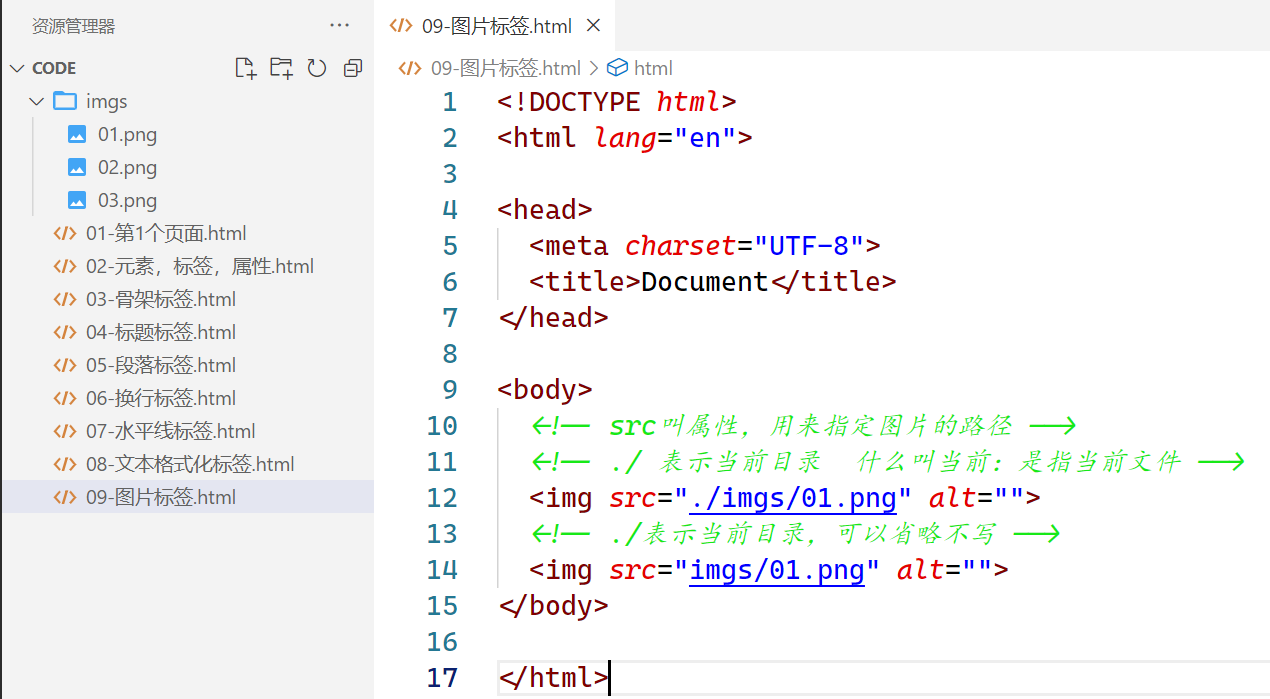 资源管理器
CODE
imgs
01.png
02.png
03.png
01-第1个页面.html
02-元素，标签，属性.html
03-骨架标签.html
04-标题标签.html
05-段落标签.html
06-换行标签.html
07-水平线标签.html
08-文本格式化标签.html
09-图片标签.html
09-图片标签.html
09-图片标签.html > html
1 <!DOCTYPE html>
2 <html lang="en">
3
4 <head>
5 <meta charset="UTF-8">
6 <title>Document</title>
7 </head>
8
9 <body>
10 <!-- src叫属性，用来指定图片的路径 -->
11 <!-- ./ 表示当前目录  什么叫当前：是指当前文件 -->
12 <img src="./imgs/01.png" alt="">
13 <!-- ./表示当前目录，可以省略不写 -->
14 <img src="imgs/01.png" alt="">
15 </body>
16
17 </html>